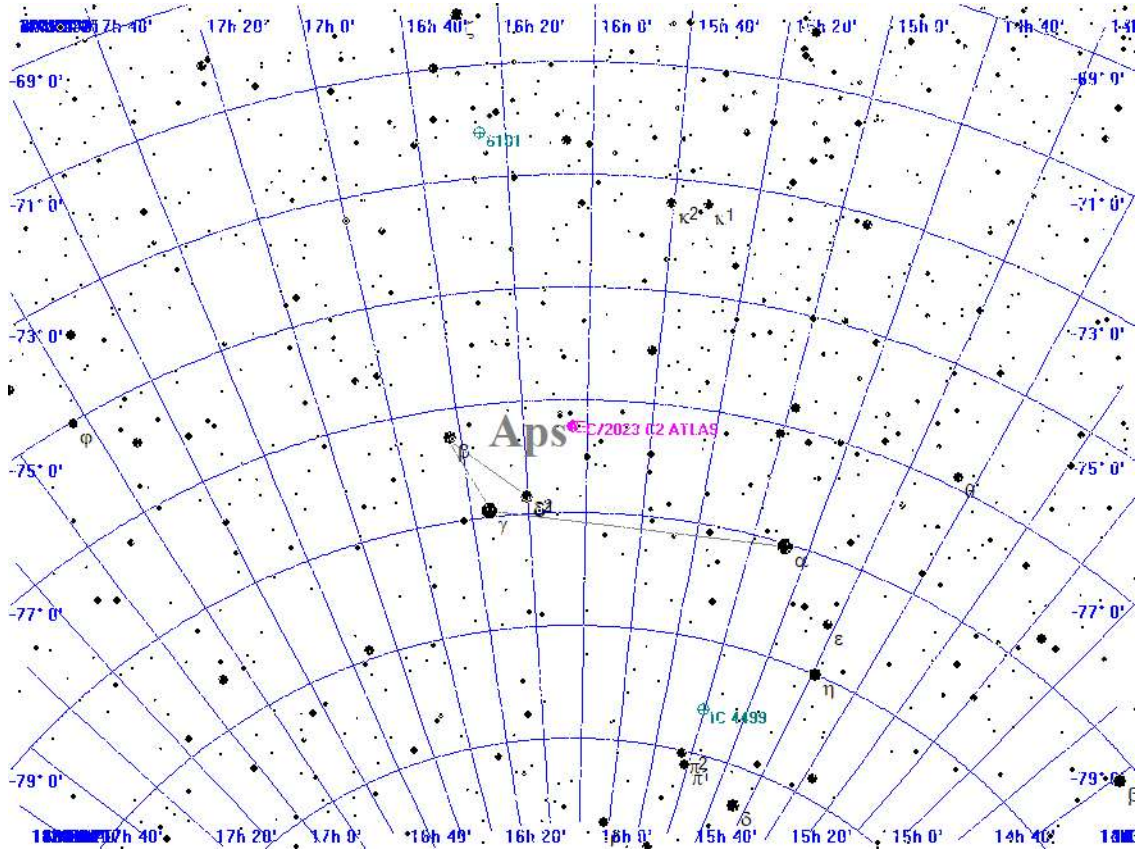 17h 40' 17h 20' 17h 0' 16h 40' 16h 20' 16h 0' 15h 40' 15h 20' 15h 0' 14h 40'
ζ
-69° 0' -69° 0'
6101
-71° 0' -71° 0'
κ2 κ1
-73° 0' -73° 0'
Aps
C/2023 C2 ATLAS
φ
β
-75° 0' -75° 0'
θ
γ
α
-77° 0' -77° 0'
ε
η
IC 4499
π2
π1
-79° 0' -79° 0'
β
δ
17h 40' 17h 20' 17h 0' 16h 40' 16h 20' 16h 0' 15h 40' 15h 20' 15h 0' 14h 40'